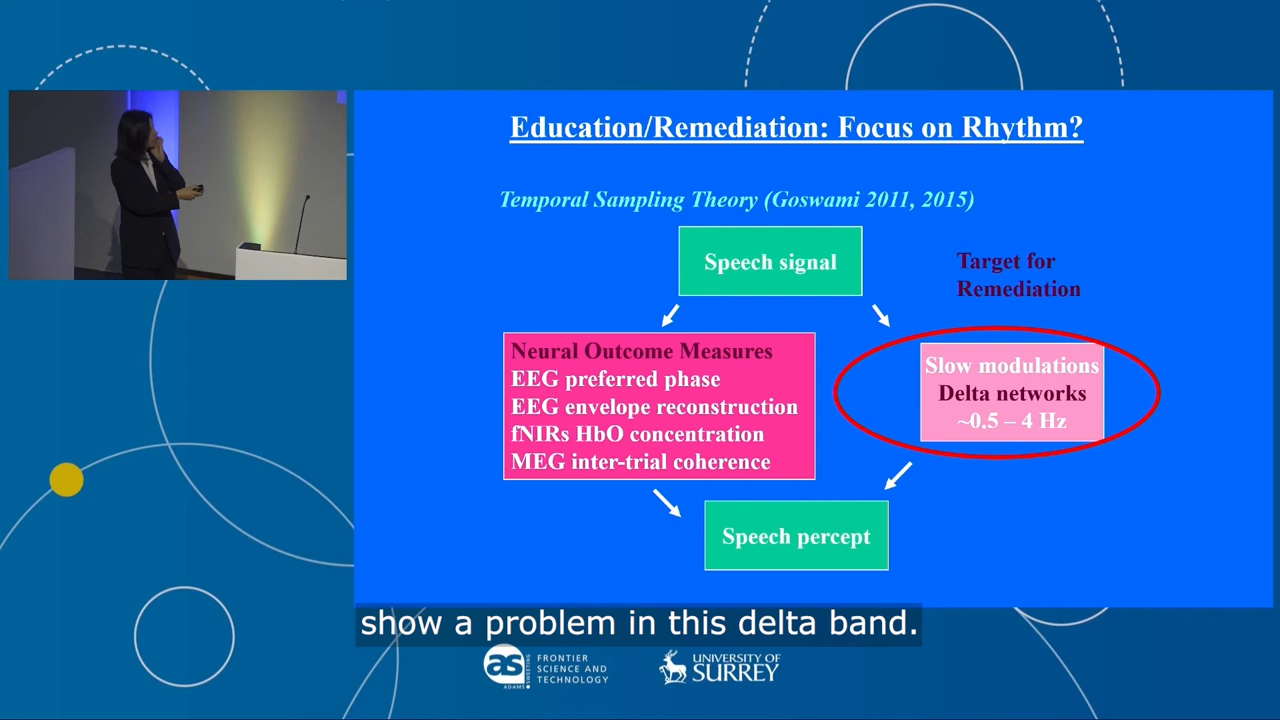 Education/Remediation: Focus on Rhythm?
Temporal Sampling Theory (Goswami 2011, 2015)
Speech signal
Target for
Remediation
Neural Outcome Measures
EEG preferred phase
EEG envelope reconstruction
fNIRs HbO concentration
MEG inter-trial coherence
Slow modulations
Delta networks
~0.5 – 4 Hz
Speech percept
show a problem in this delta band.
as
ADAMS
SWEETING
FRONTIER
SCIENCE AND
TECHNOLOGY
UNIVERSITY OF
SURREY